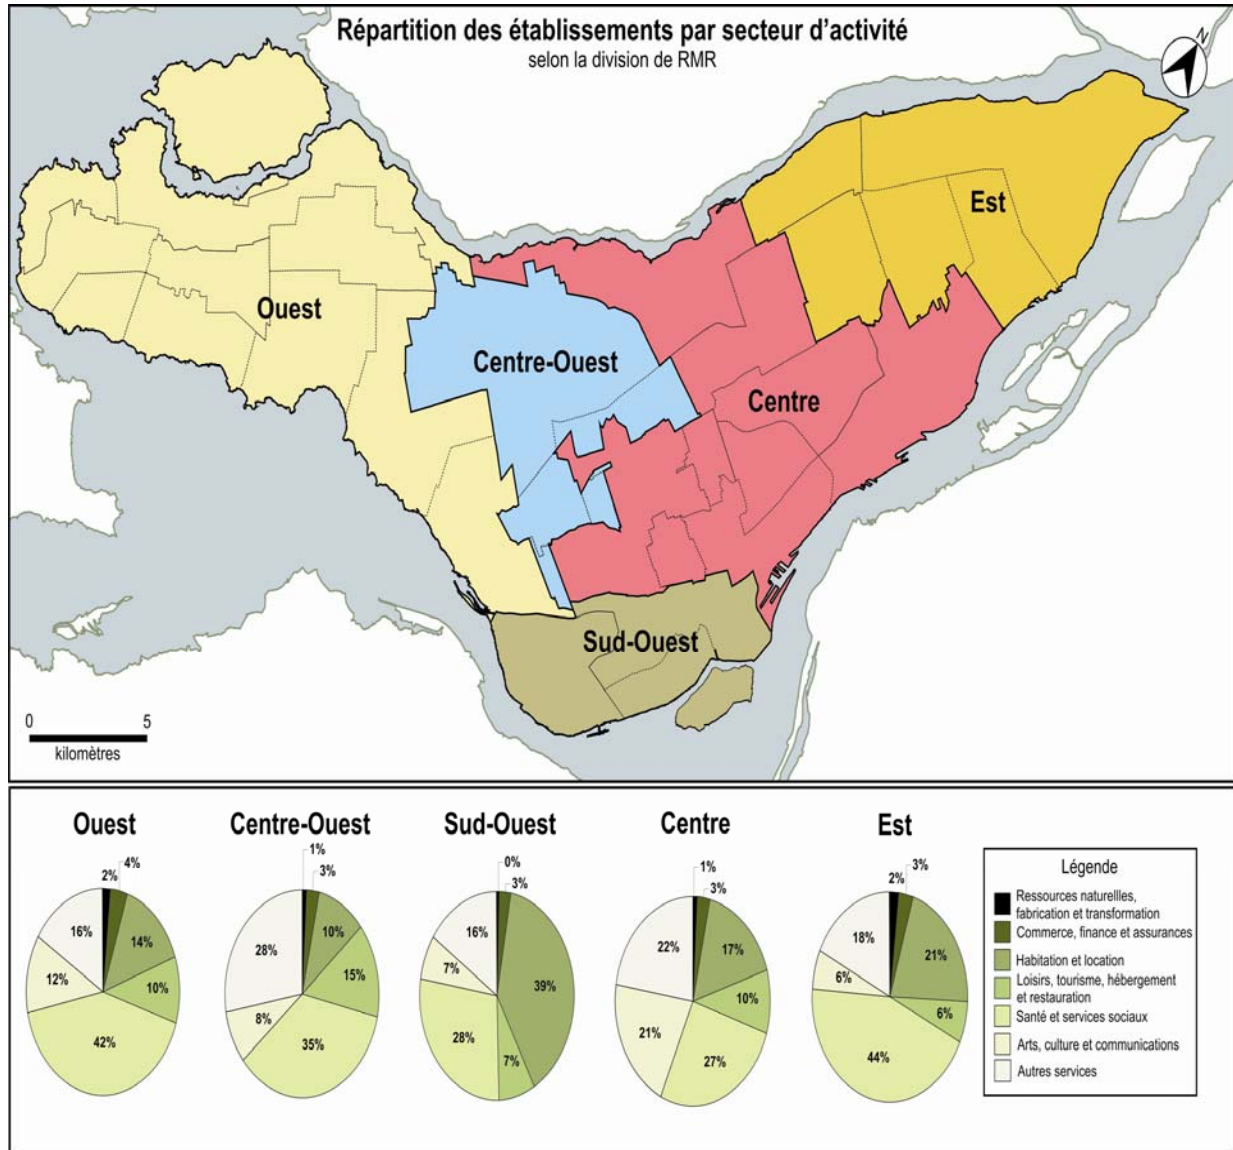 Répartition des établissements par secteur d'activité
selon la division de RMR
N
Est
Ouest
Centre-Ouest
Centre
Sud-Ouest
0 5
kilomètres
Ouest
2%
4%
14%
10%
42%
12%
16%
Centre-Ouest
1%
3%
10%
15%
35%
8%
28%
Sud-Ouest
0%
3%
39%
7%
28%
7%
16%
Centre
1%
3%
17%
10%
27%
21%
22%
Est
2%
3%
21%
6%
44%
6%
18%
Légende
Ressources naturelles,
fabrication et transformation
Commerce, finance et assurances
Habitation et location
Loisirs, tourisme, hébergement
et restauration
Santé et services sociaux
Arts, culture et communications
Autres services